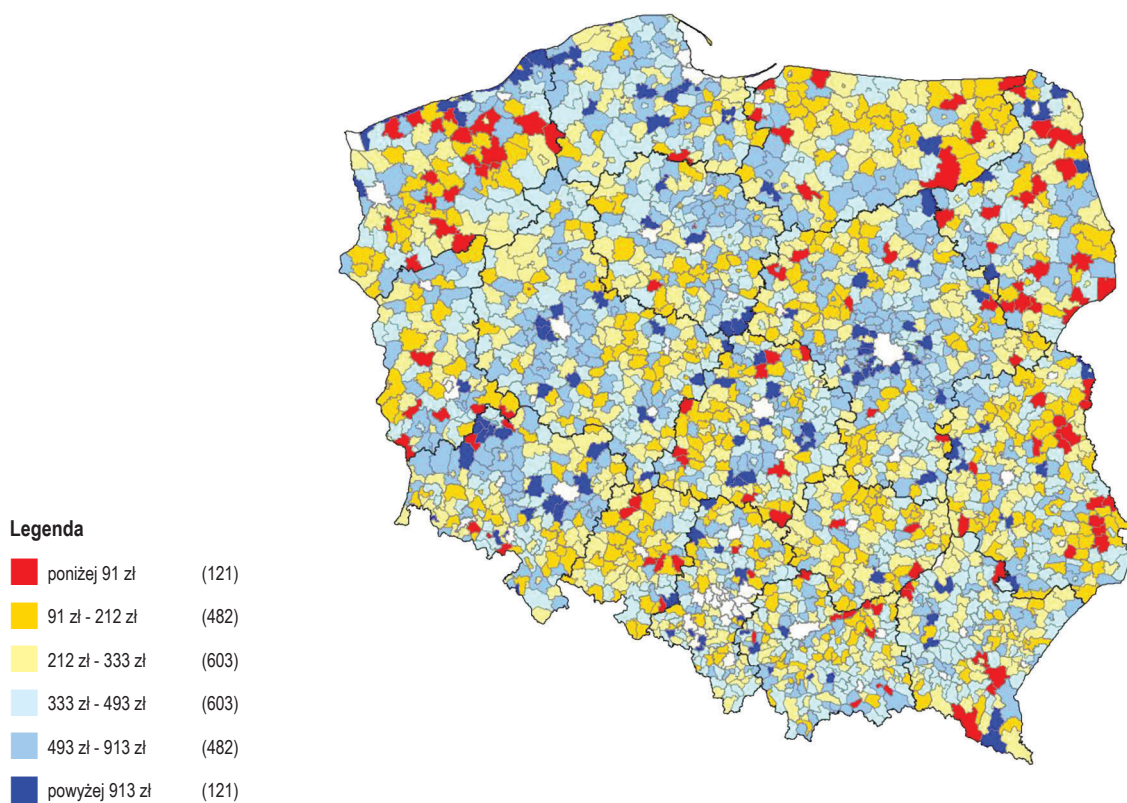 Legenda
poniżej 91 zł (121)
91 zł - 212 zł (482)
212 zł - 333 zł (603)
333 zł - 493 zł (603)
493 zł - 913 zł (482)
powyżej 913 zł (121)